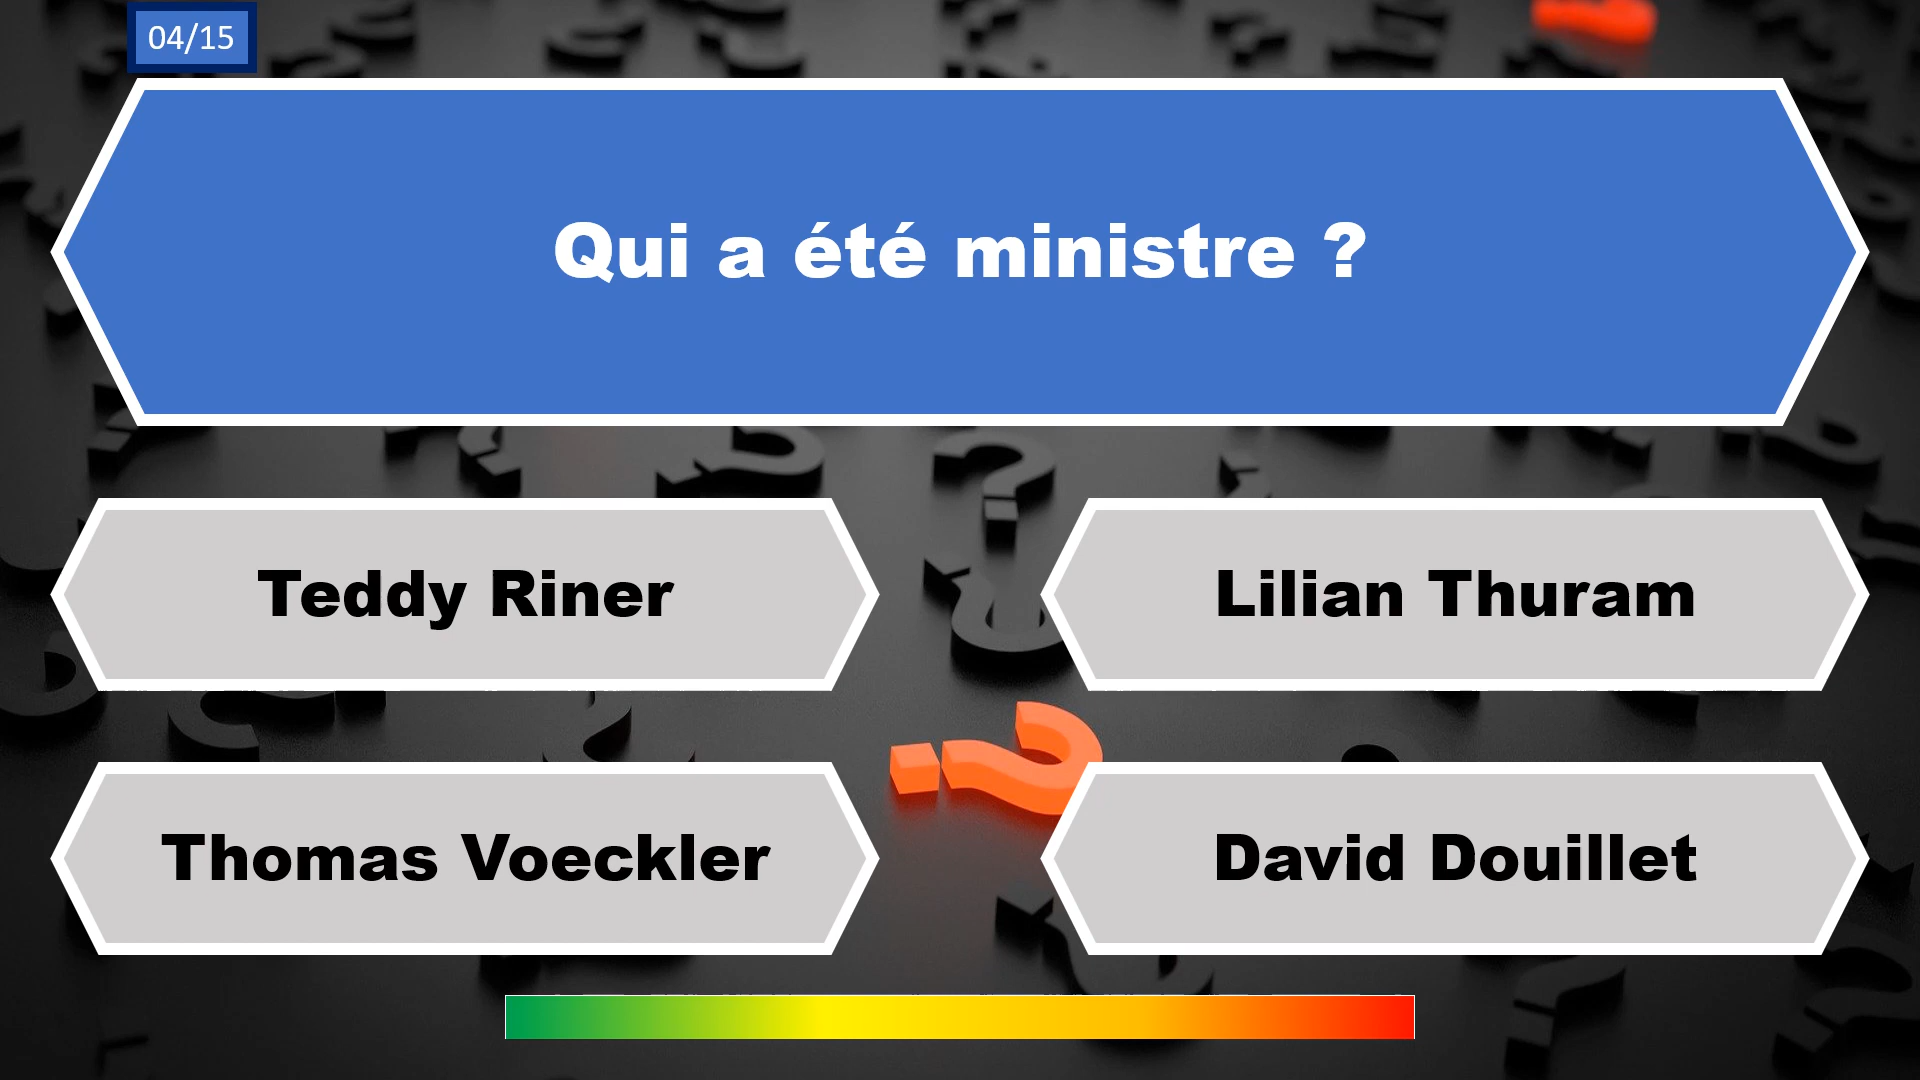 04/15
Qui a été ministre ?
Teddy Riner
Lilian Thuram
Thomas Voeckler
David Douillet